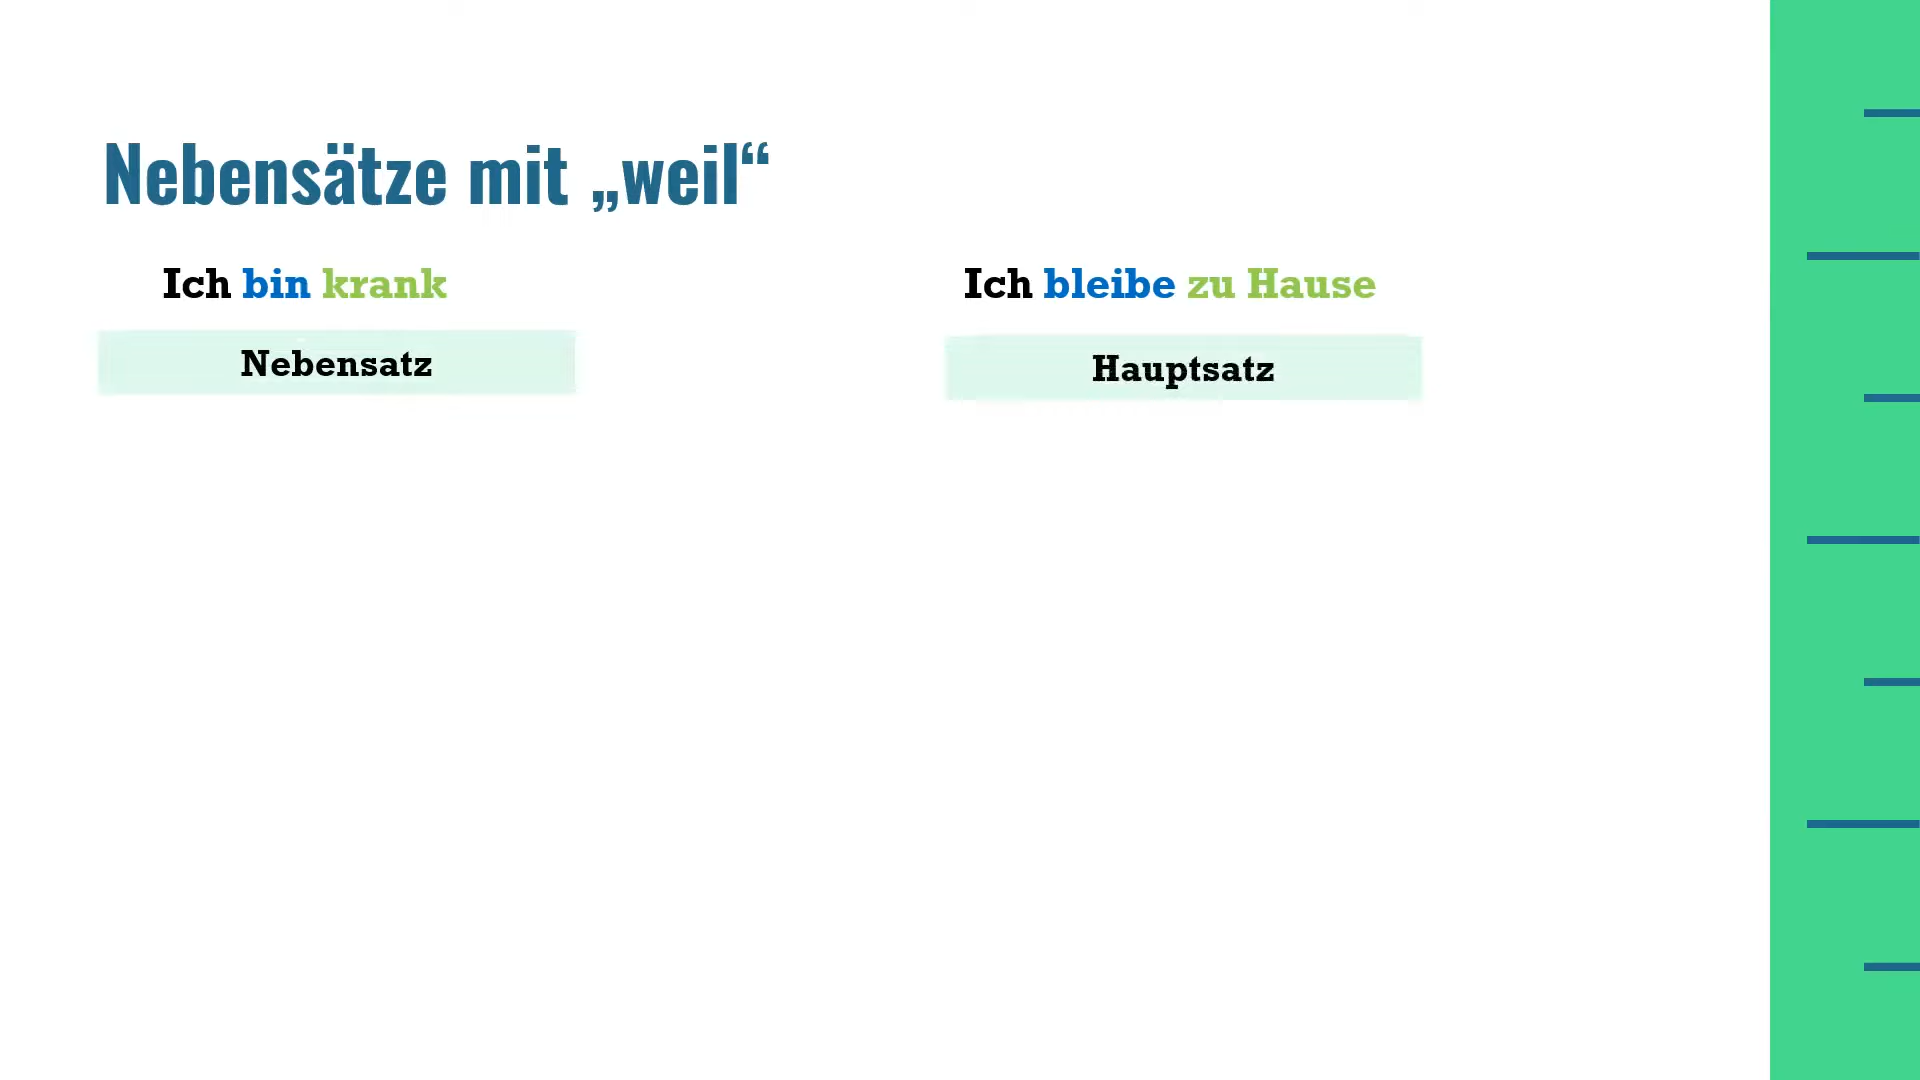 Nebensätze mit „weil“
Ich bin krank
Ich bleibe zu Hause
Nebensatz
Hauptsatz